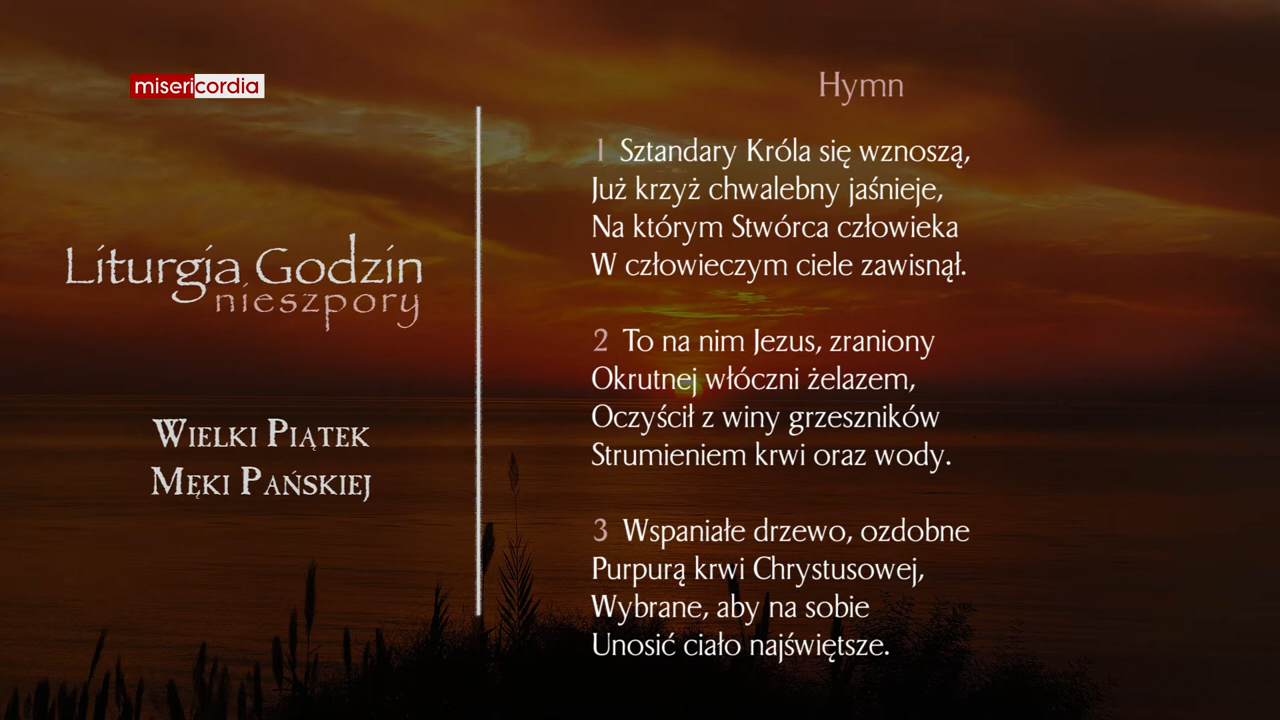 misericordia
Liturgia Godzin
nieszpory
Wielki Piątek
Męki Pańskiej
Hymn
1 Sztandary Króla się wznoszą,
Już krzyż chwalebny jaśnieje,
Na którym Stwórca człowieka
W człowieczym ciele zawisnął.
2 To na nim Jezus, zraniony
Okrutnej włóczni żelazem,
Oczyścił z winy grzeszników
Strumieniem krwi oraz wody.
3 Wspaniałe drzewo, ozdobne
Purpurą krwi Chrystusowej,
Wybrane, aby na sobie
Unosić ciało najświętsze.